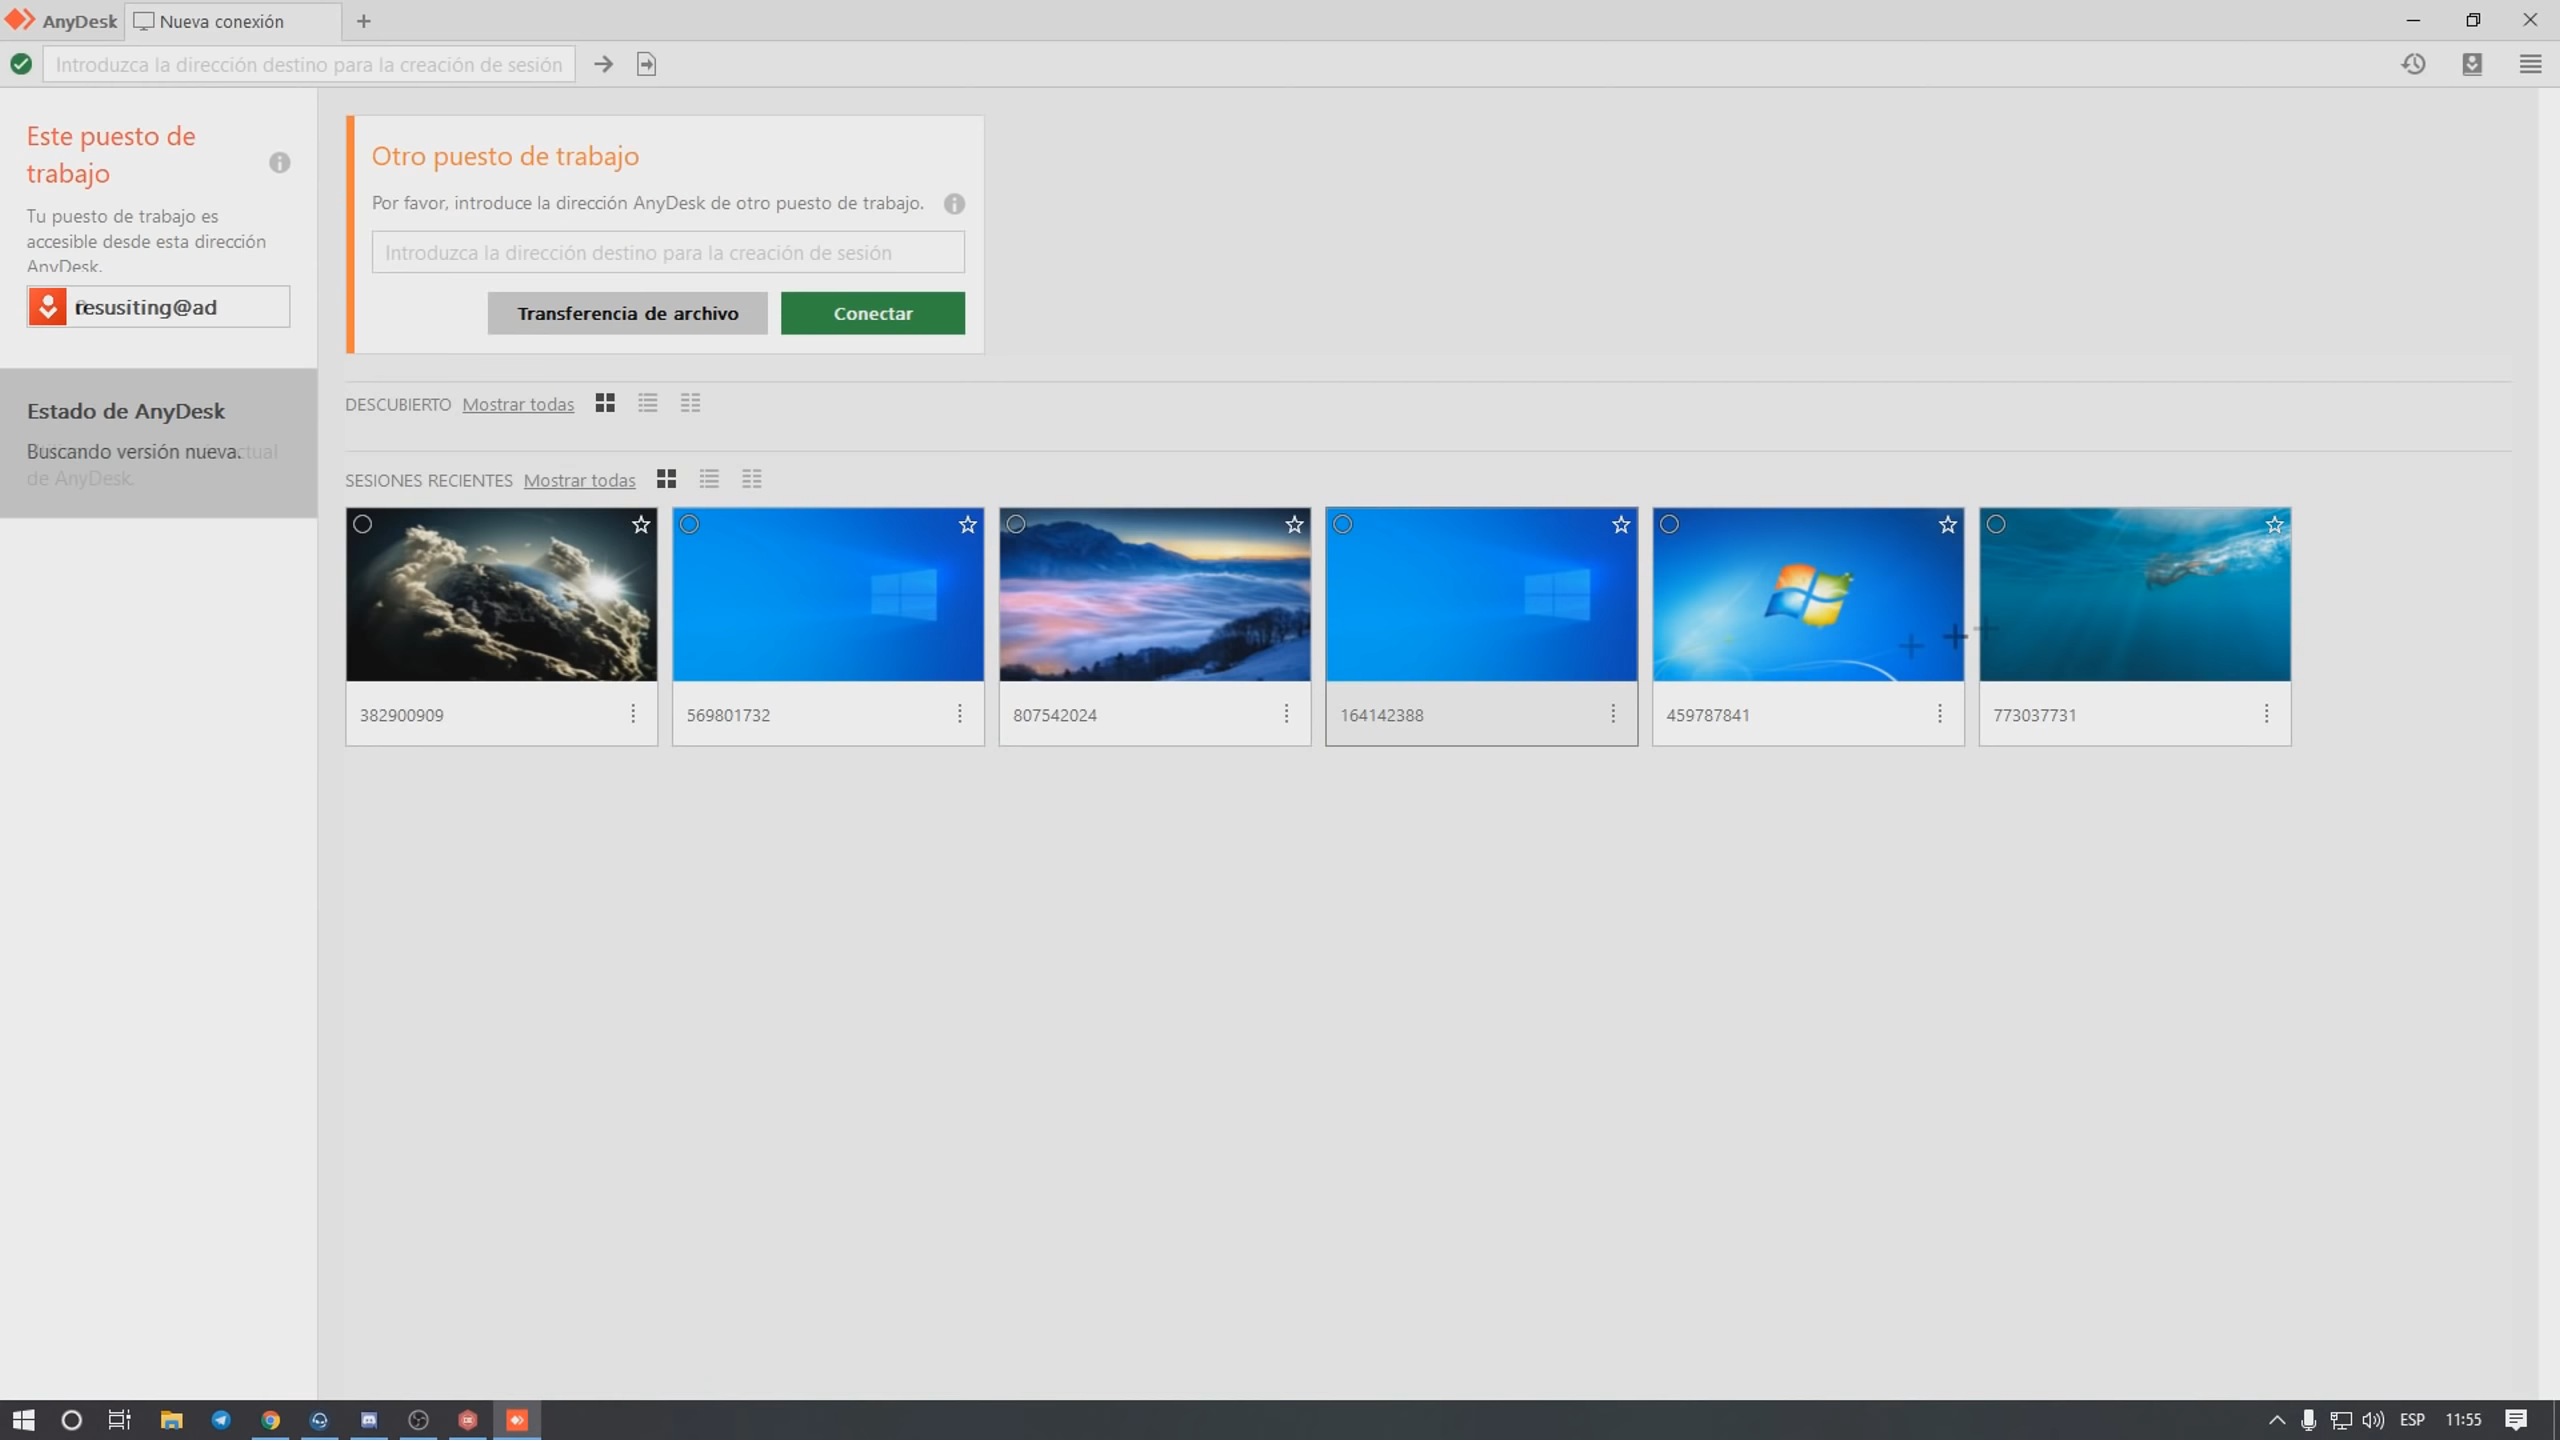 AnyDesk
Nueva conexión
Introduzca la dirección destino para la creación de sesión
Este puesto de
trabajo
Tu puesto de trabajo es
accesible desde esta dirección
AnyDesk.
resusiting@ad
Estado de AnyDesk
Buscando versión nueva.
de AnyDesk.
Otro puesto de trabajo
Por favor, introduce la dirección AnyDesk de otro puesto de trabajo.
Introduzca la dirección destino para la creación de sesión
Transferencia de archivo
Conectar
DESCUBIERTO Mostrar todas
SESIONES RECIENTES Mostrar todas
382900909
569801732
807542024
164142388
459787841
773037731
ESP
11:55